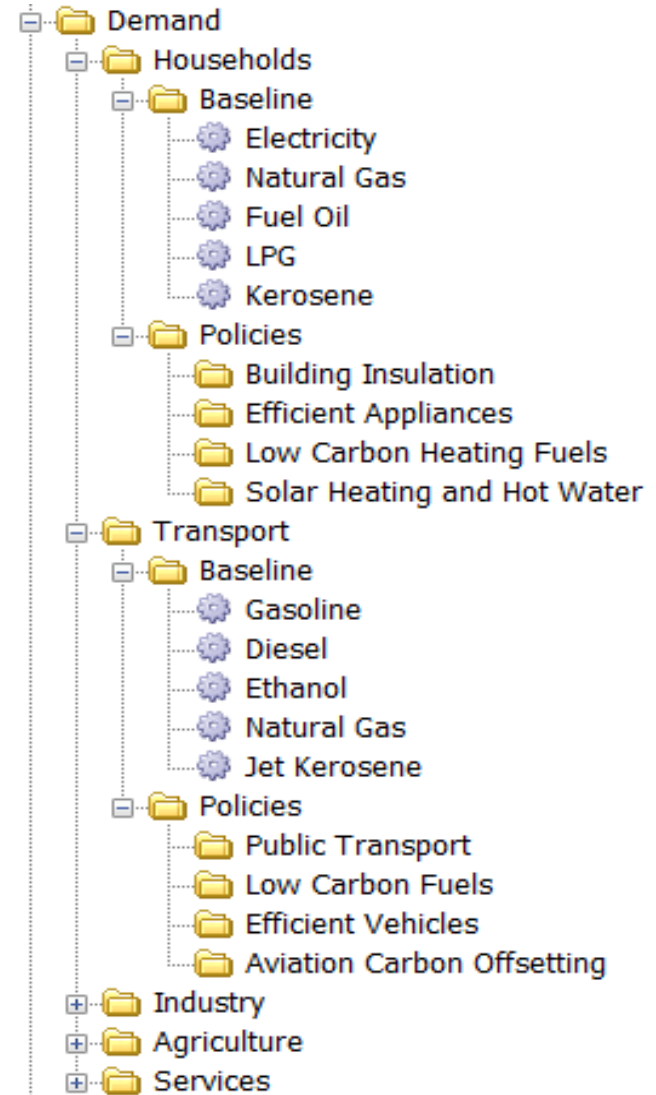 Demand
Households
Baseline
Electricity
Natural Gas
Fuel Oil
LPG
Kerosene
Policies
Building Insulation
Efficient Appliances
Low Carbon Heating Fuels
Solar Heating and Hot Water
Transport
Baseline
Gasoline
Diesel
Ethanol
Natural Gas
Jet Kerosene
Policies
Public Transport
Low Carbon Fuels
Efficient Vehicles
Aviation Carbon Offsetting
Industry
Agriculture
Services